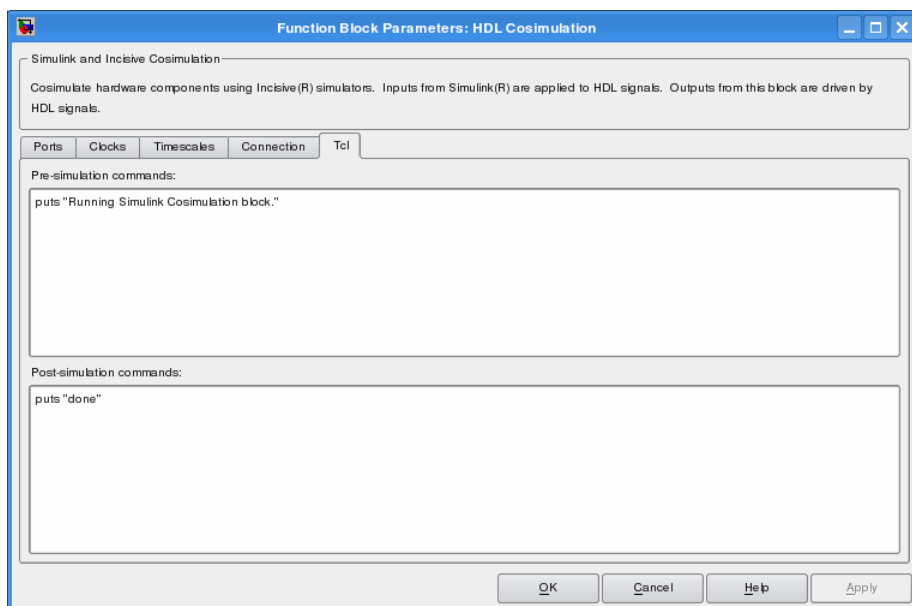 Function Block Parameters: HDL Cosimulation
Simulink and Incisive Cosimulation
Cosimulate hardware components using Incisive(R) simulators. Inputs from Simulink(R) are applied to HDL signals. Outputs from this block are driven by
HDL signals.
Ports Clocks Timescales Connection Tcl
Pre-simulation commands:
puts "Running Simulink Cosimulation block."
Post-simulation commands:
puts "done"
OK Cancel Help Apply